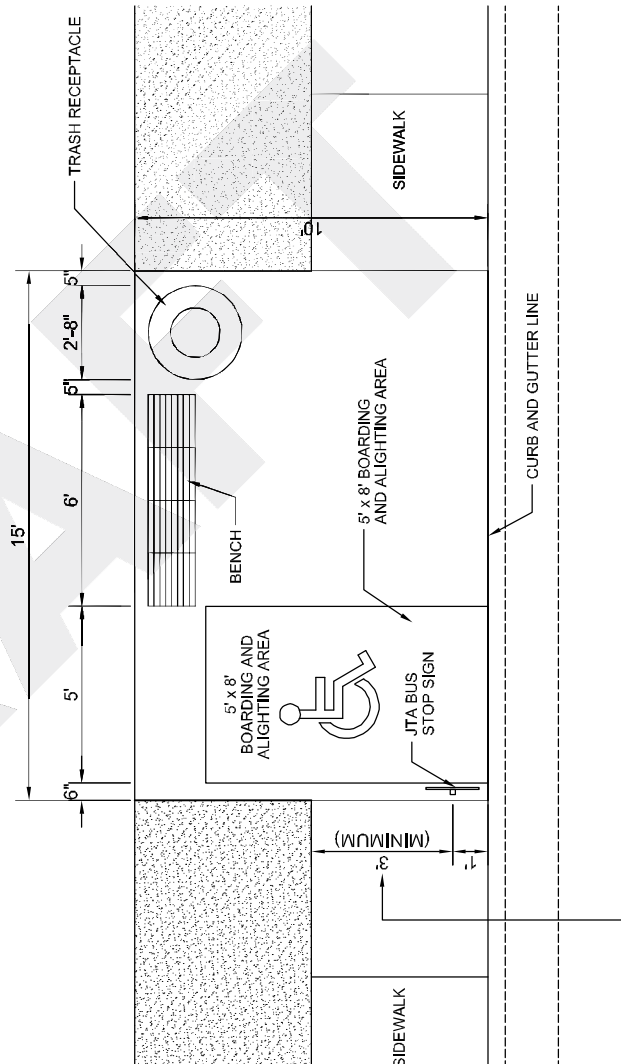 TRASH RECEPTACLE
15'
6"
5'
6'
5"
2'-8"
5"
SIDEWALK
10'
BENCH
5' x 8'
BOARDING AND
ALIGHTING AREA
5' x 8' BOARDING
AND ALIGHTING AREA
JTA BUS
STOP SIGN
3'
(MINIMUM)
1'
CURB AND GUTTER LINE
SIDEWALK